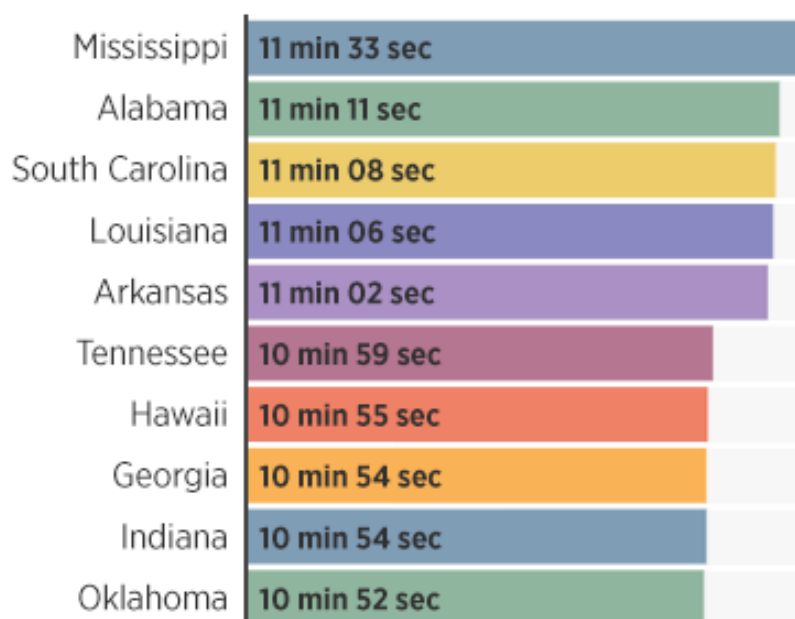 Mississippi 11 min 33 sec
Alabama 11 min 11 sec
South Carolina 11 min 08 sec
Louisiana 11 min 06 sec
Arkansas 11 min 02 sec
Tennessee 10 min 59 sec
Hawaii 10 min 55 sec
Georgia 10 min 54 sec
Indiana 10 min 54 sec
Oklahoma 10 min 52 sec